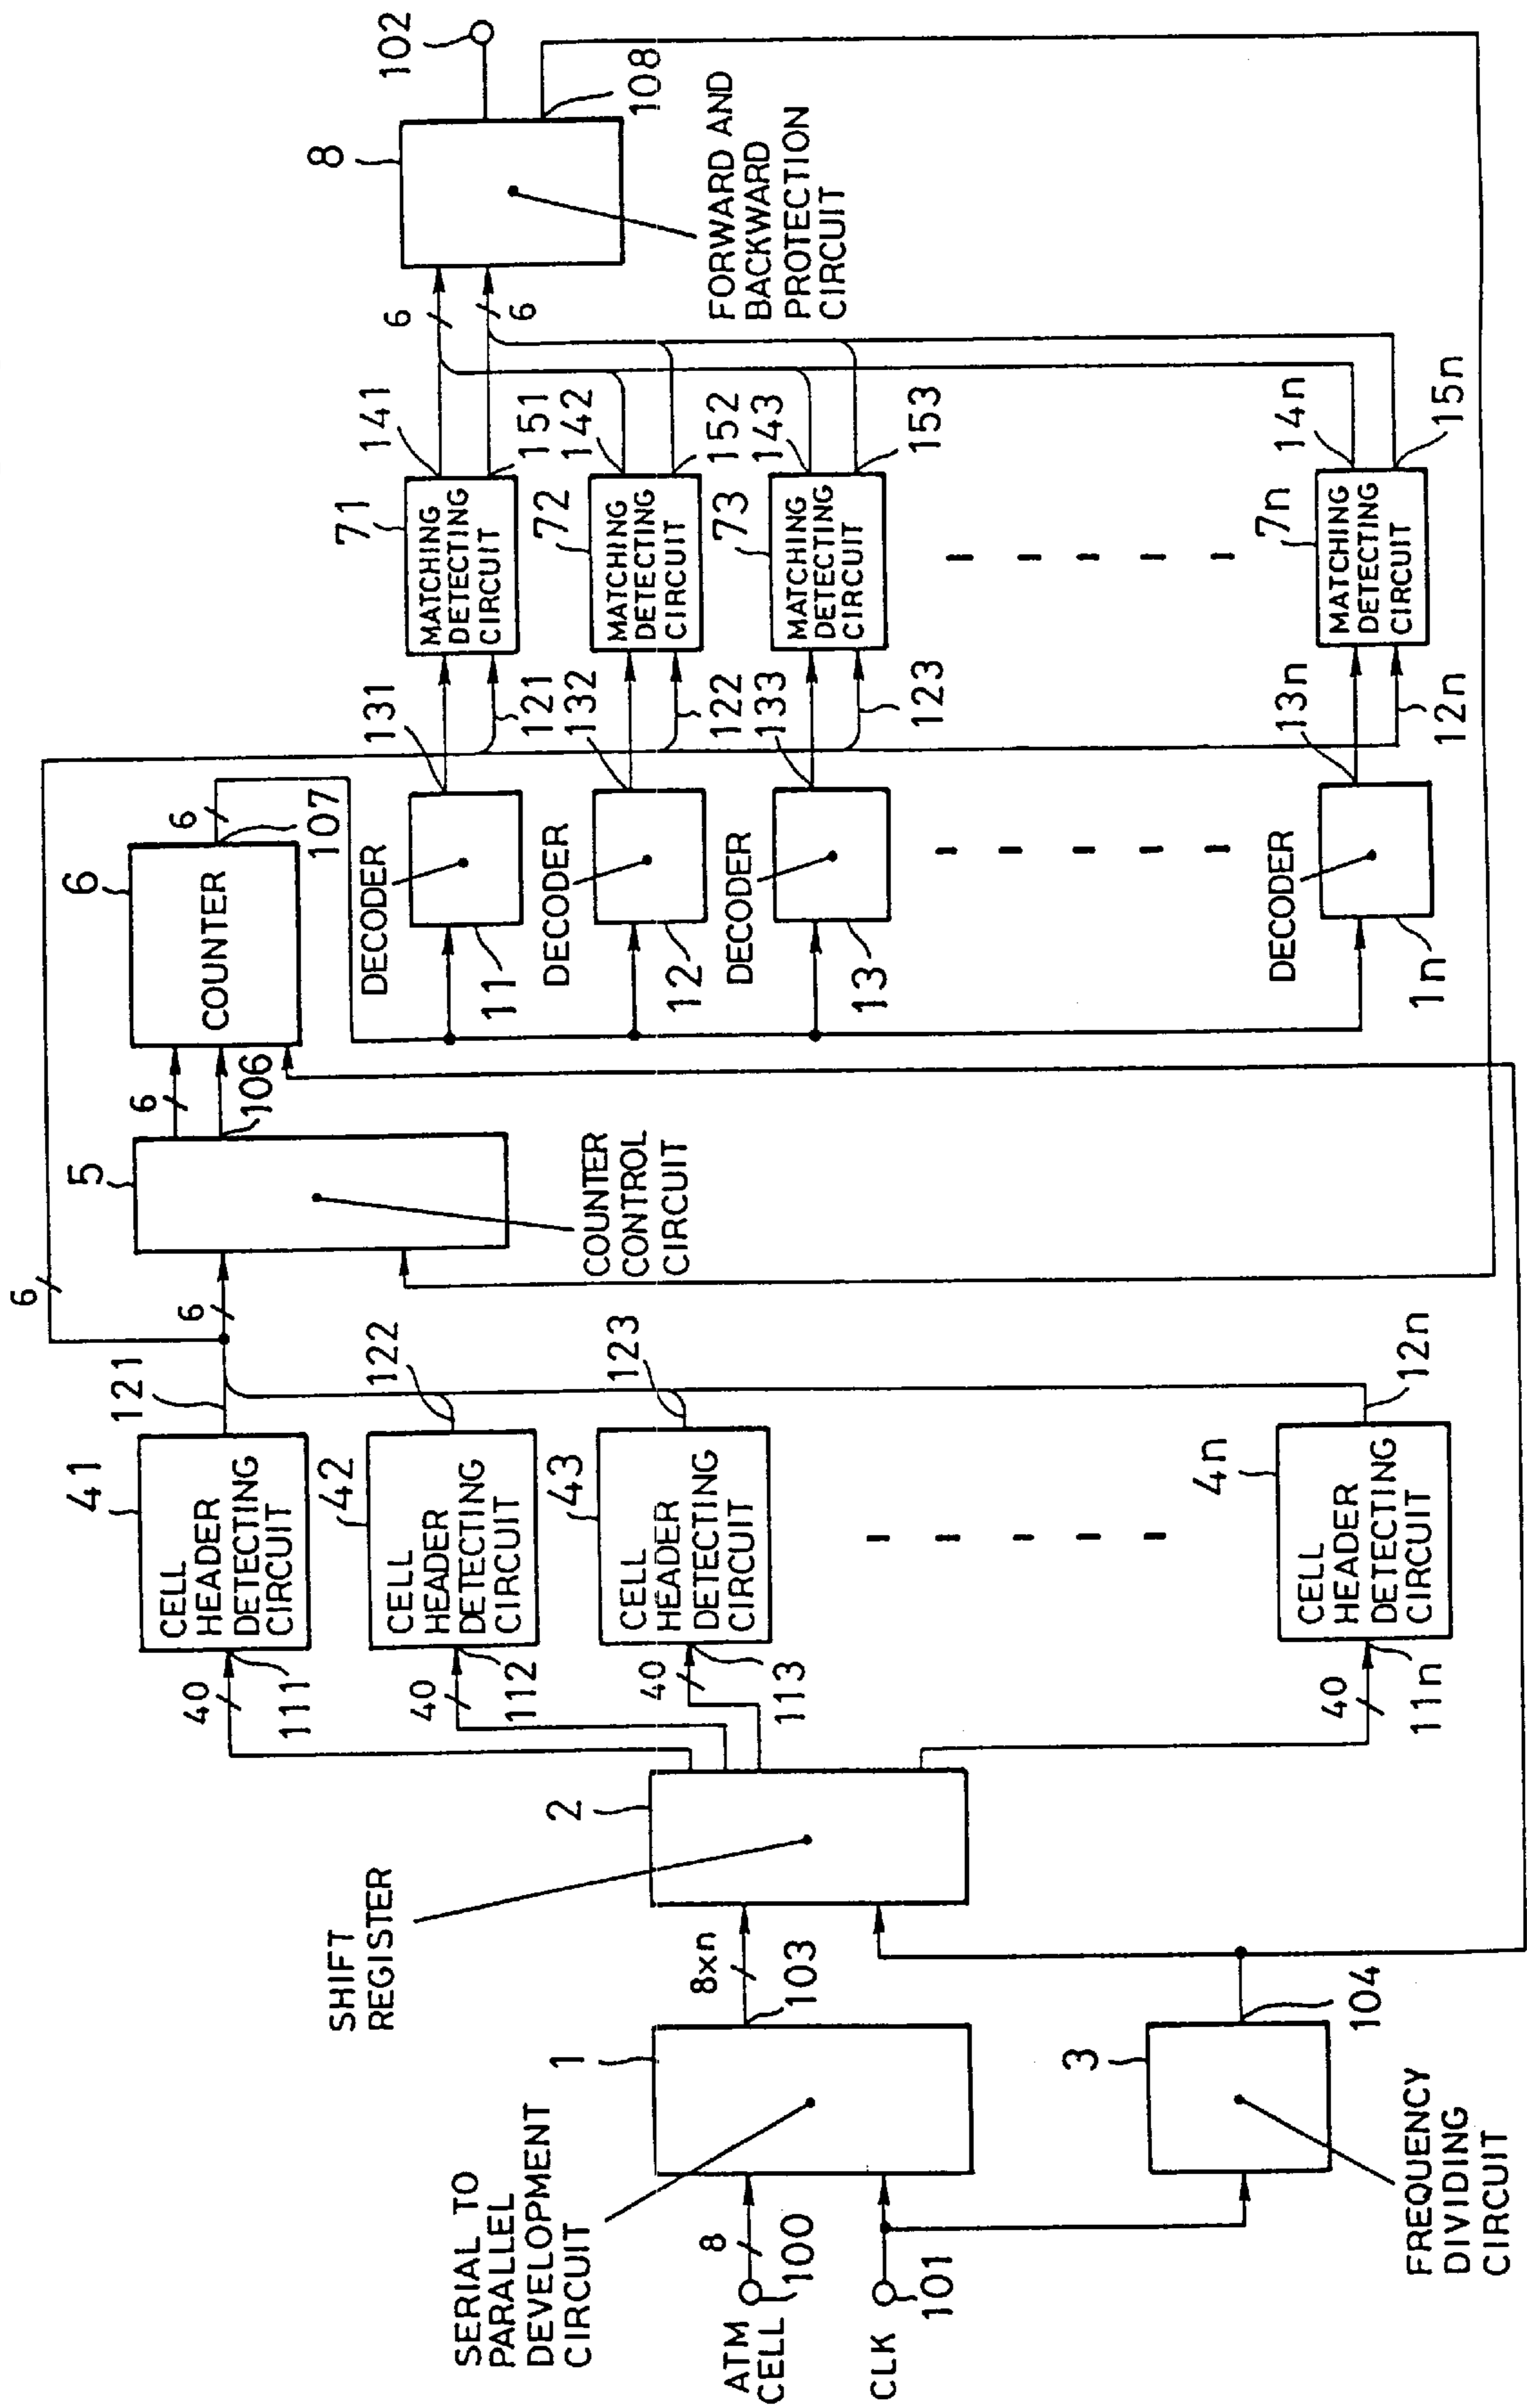 SERIAL TO
PARALLEL
DEVELOPMENT
CIRCUIT
1
ATM
CELL
8
100
CLK
101
8×n
103
FREQUENCY
DIVIDING
CIRCUIT
3
104
SHIFT
REGISTER
2
40
111
40
112
40
113
40
11n
41
CELL
HEADER
DETECTING
CIRCUIT
121
42
CELL
HEADER
DETECTING
CIRCUIT
122
43
CELL
HEADER
DETECTING
CIRCUIT
123
4n
CELL
HEADER
DETECTING
CIRCUIT
12n
6
6
5
COUNTER
CONTROL
CIRCUIT
6
106
6
COUNTER
6
107
DECODER
11
131
DECODER
12
132
DECODER
13
133
DECODER
1n
13n
121
122
123
12n
71
MATCHING
DETECTING
CIRCUIT
141
151
72
MATCHING
DETECTING
CIRCUIT
142
152
73
MATCHING
DETECTING
CIRCUIT
143
153
7n
MATCHING
DETECTING
CIRCUIT
14n
15n
6
6
8
FORWARD AND
BACKWARD
PROTECTION
CIRCUIT
102
108